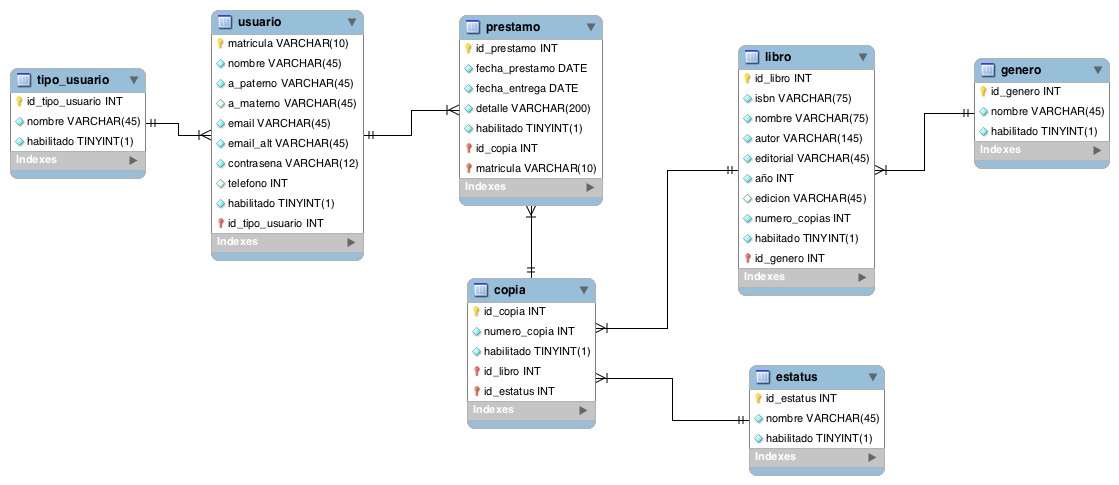 tipo_usuario
id_tipo_usuario INT
nombre VARCHAR(45)
habilitado TINYINT(1)
Indexes
usuario
matricula VARCHAR(10)
nombre VARCHAR(45)
a_paterno VARCHAR(45)
a_materno VARCHAR(45)
email VARCHAR(45)
email_alt VARCHAR(45)
contrasena VARCHAR(12)
telefono INT
habilitado TINYINT(1)
id_tipo_usuario INT
Indexes
prestamo
id_prestamo INT
fecha_prestamo DATE
fecha_entrega DATE
detalle VARCHAR(200)
habilitado TINYINT(1)
id_copia INT
matricula VARCHAR(10)
Indexes
copia
id_copia INT
numero_copia INT
habilitado TINYINT(1)
id_libro INT
id_estatus INT
Indexes
libro
id_libro INT
isbn VARCHAR(75)
nombre VARCHAR(75)
autor VARCHAR(145)
editorial VARCHAR(45)
año INT
edicion VARCHAR(45)
numero_copias INT
habiitado TINYINT(1)
id_genero INT
Indexes
genero
id_genero INT
nombre VARCHAR(45)
habilitado TINYINT(1)
Indexes
estatus
id_estatus INT
nombre VARCHAR(45)
habilitado TINYINT(1)
Indexes